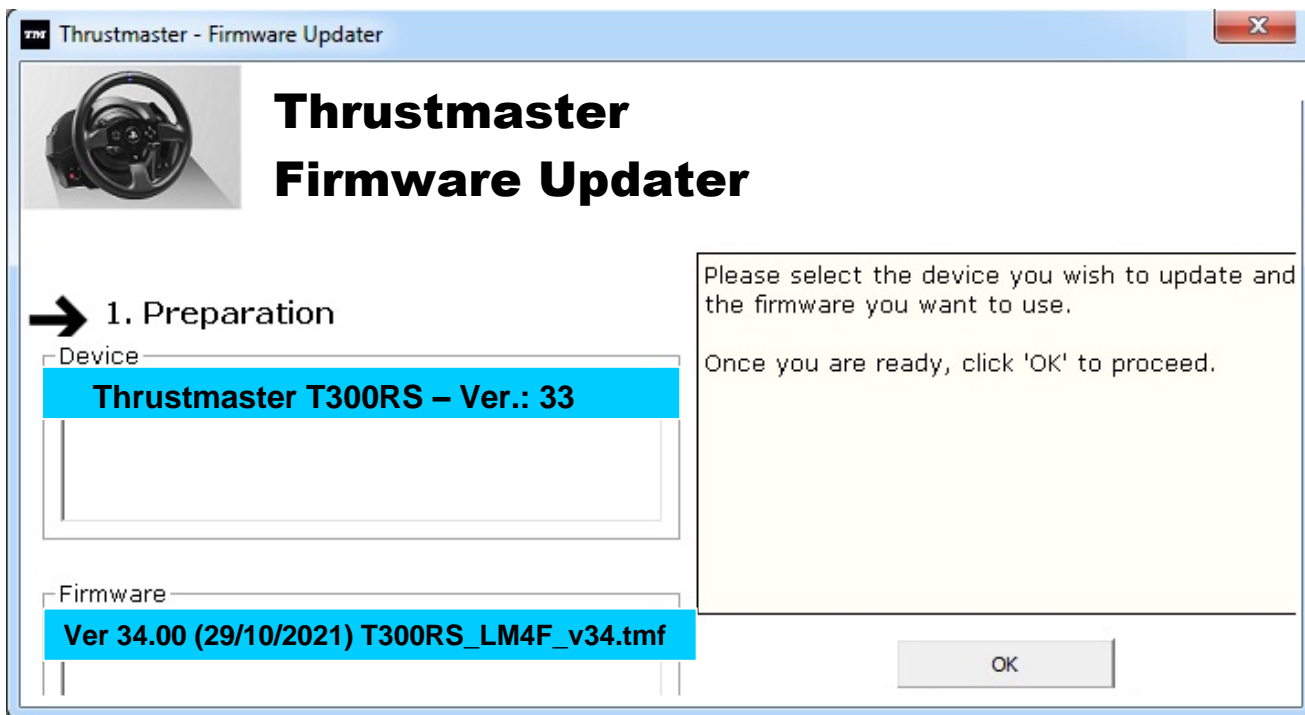 TM Thrustmaster - Firmware Updater
Thrustmaster
Firmware Updater
1. Preparation
Device
Thrustmaster T300RS – Ver.: 33
Firmware
Ver 34.00 (29/10/2021) T300RS_LM4F_v34.tmf
Please select the device you wish to update and
the firmware you want to use.
Once you are ready, click 'OK' to proceed.
OK